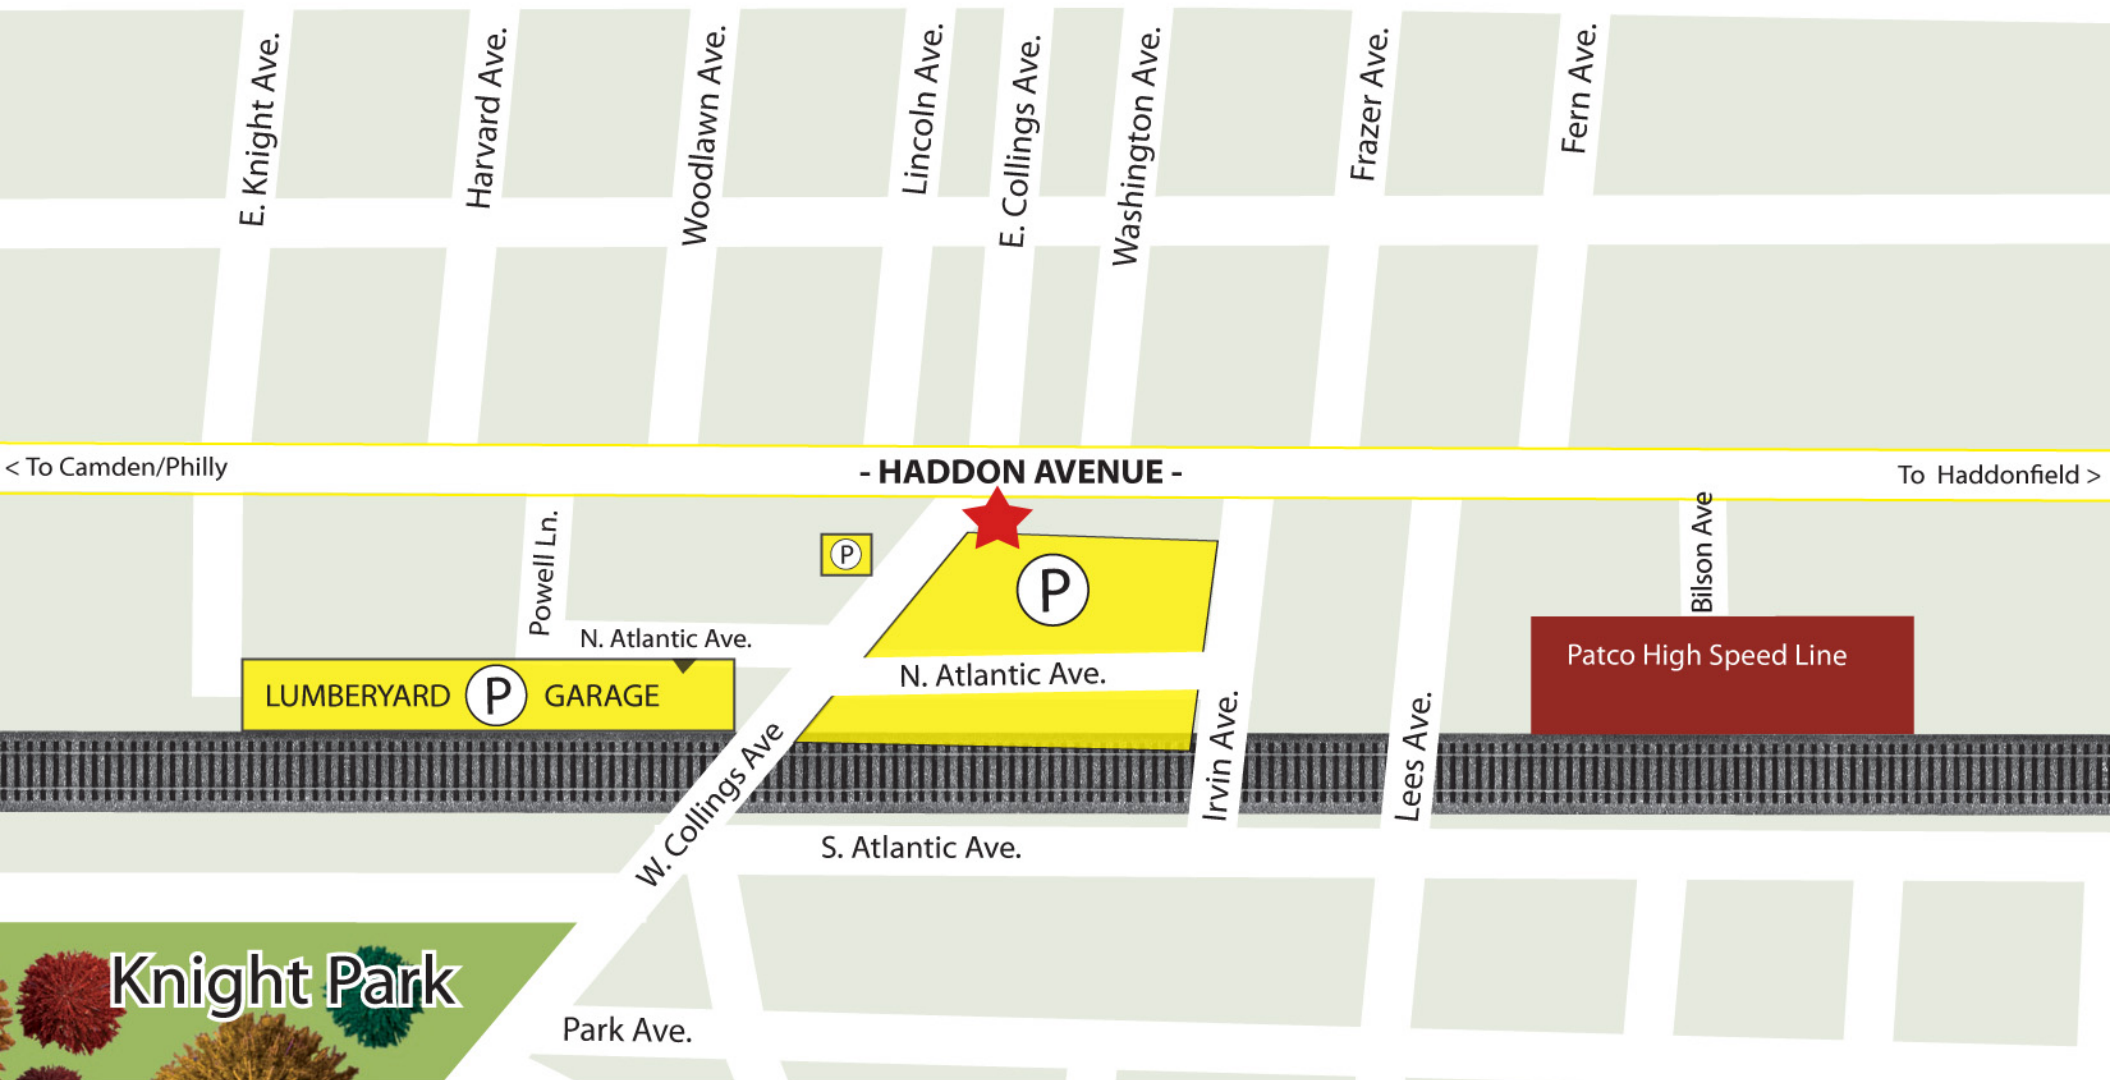 E. Knight Ave.
Harvard Ave.
Woodlawn Ave.
Lincoln Ave.
E. Collings Ave.
Washington Ave.
Frazer Ave.
Fern Ave.
< To Camden/Philly
- HADDON AVENUE -
To Haddonfield >
Powell Ln.
P
P
Bilson Ave
N. Atlantic Ave.
N. Atlantic Ave.
Patco High Speed Line
LUMBERYARD P GARAGE
W. Collings Ave
Irvin Ave.
Lees Ave.
S. Atlantic Ave.
Knight Park
Park Ave.